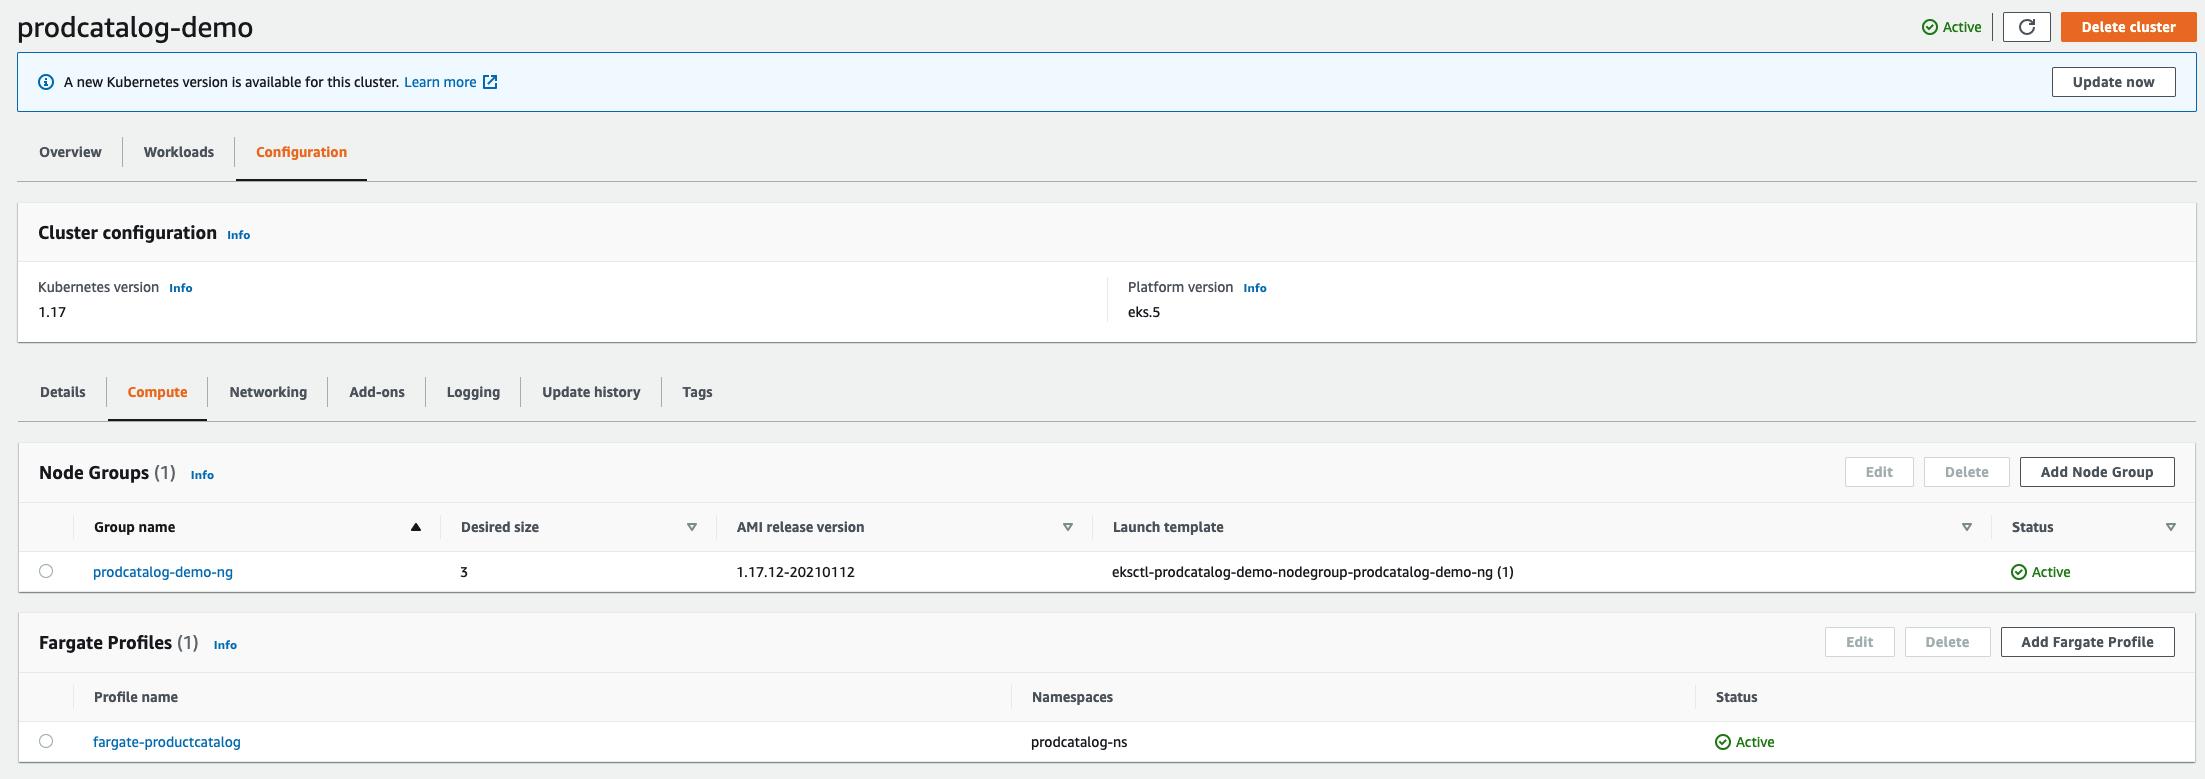 prodcatalog-demo
Active
Delete cluster
A new Kubernetes version is available for this cluster. Learn more
Update now
Overview
Workloads
Configuration
Cluster configuration Info
Kubernetes version Info
1.17
Platform version Info
eks.5
Details
Compute
Networking
Add-ons
Logging
Update history
Tags
Node Groups (1) Info
Edit
Delete
Add Node Group
Group name
Desired size
AMI release version
Launch template
Status
prodcatalog-demo-ng
3
1.17.12-20210112
eksctl-prodcatalog-demo-nodegroup-prodcatalog-demo-ng (1)
Active
Fargate Profiles (1) Info
Edit
Delete
Add Fargate Profile
Profile name
Namespaces
Status
fargate-productcatalog
prodcatalog-ns
Active